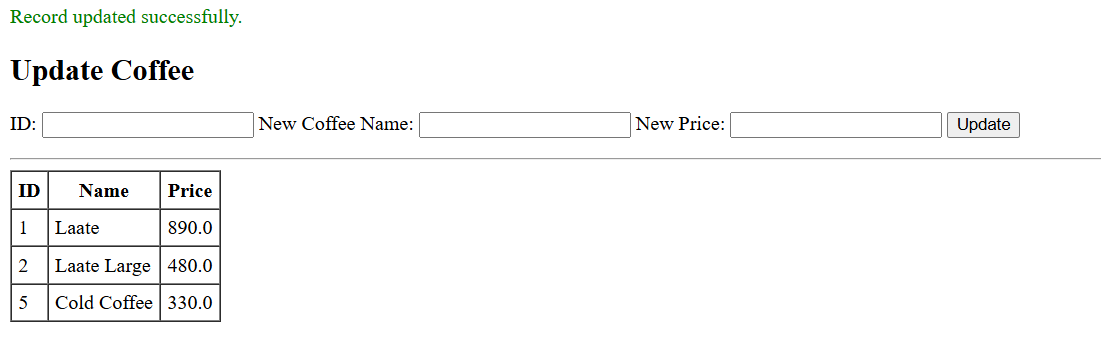 Record updated successfully.
Update Coffee
ID: New Coffee Name: New Price: Update
ID Name Price
1 Laate 890.0
2 Laate Large 480.0
5 Cold Coffee 330.0